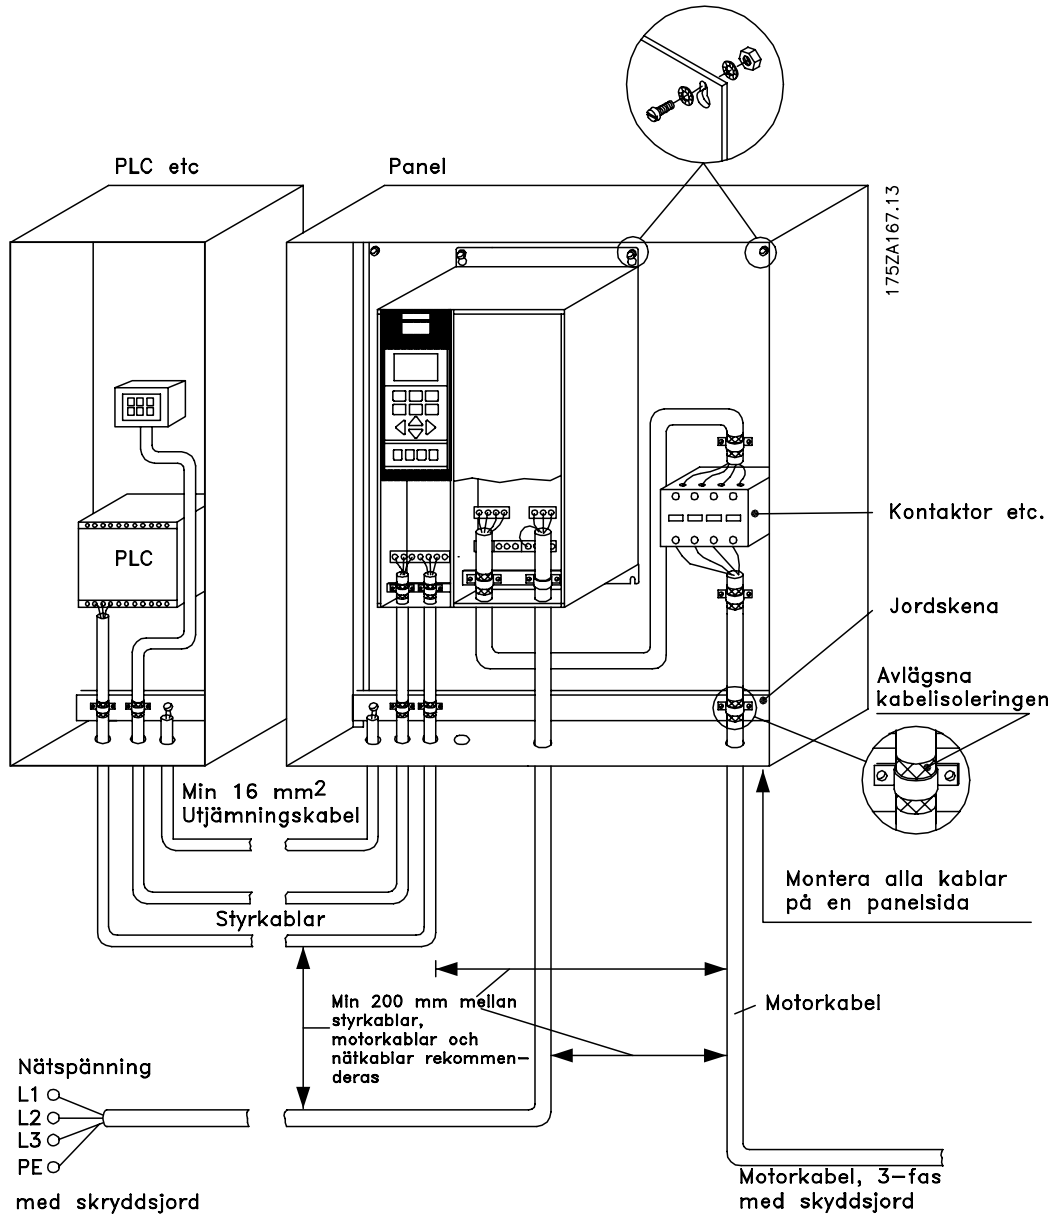 PLC etc
Panel
175ZA167.13
PLC
Kontaktor etc.
Jordskena
Avlägsna
kabelisoleringen
Min 16 mm2
Utjämningskabel
Styrkablar
Montera alla kablar
på en panelsida
Min 200 mm mellan
styrkablar,
motorkablar och
nätkablar rekommen-
deras
Motorkabel
Nätspänning
L1
L2
L3
PE
med skryddsjord
Motorkabel, 3-fas
med skyddsjord